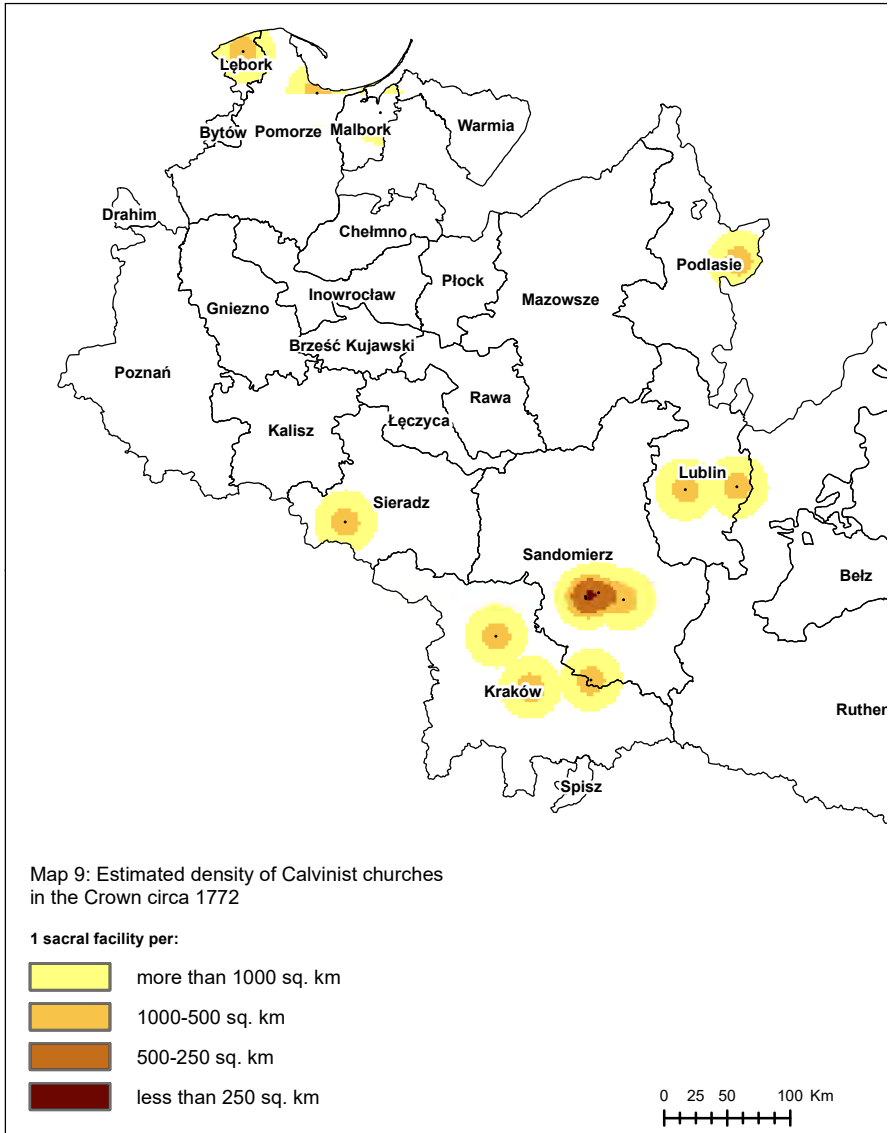 Lębork
Bytów
Pomorze
Malbork
Warmia
Drahim
Chełmno
Podlasie
Gniezno
Inowrocław
Płock
Mazowsze
Brześć Kujawski
Poznań
Rawa
Łęczyca
Kalisz
Lublin
Sieradz
Sandomierz
Bełz
Kraków
Ruther
Spisz
Map 9: Estimated density of Calvinist churches
in the Crown circa 1772
1 sacral facility per:
more than 1000 sq. km
1000-500 sq. km
500-250 sq. km
less than 250 sq. km
0 25 50 100 Km